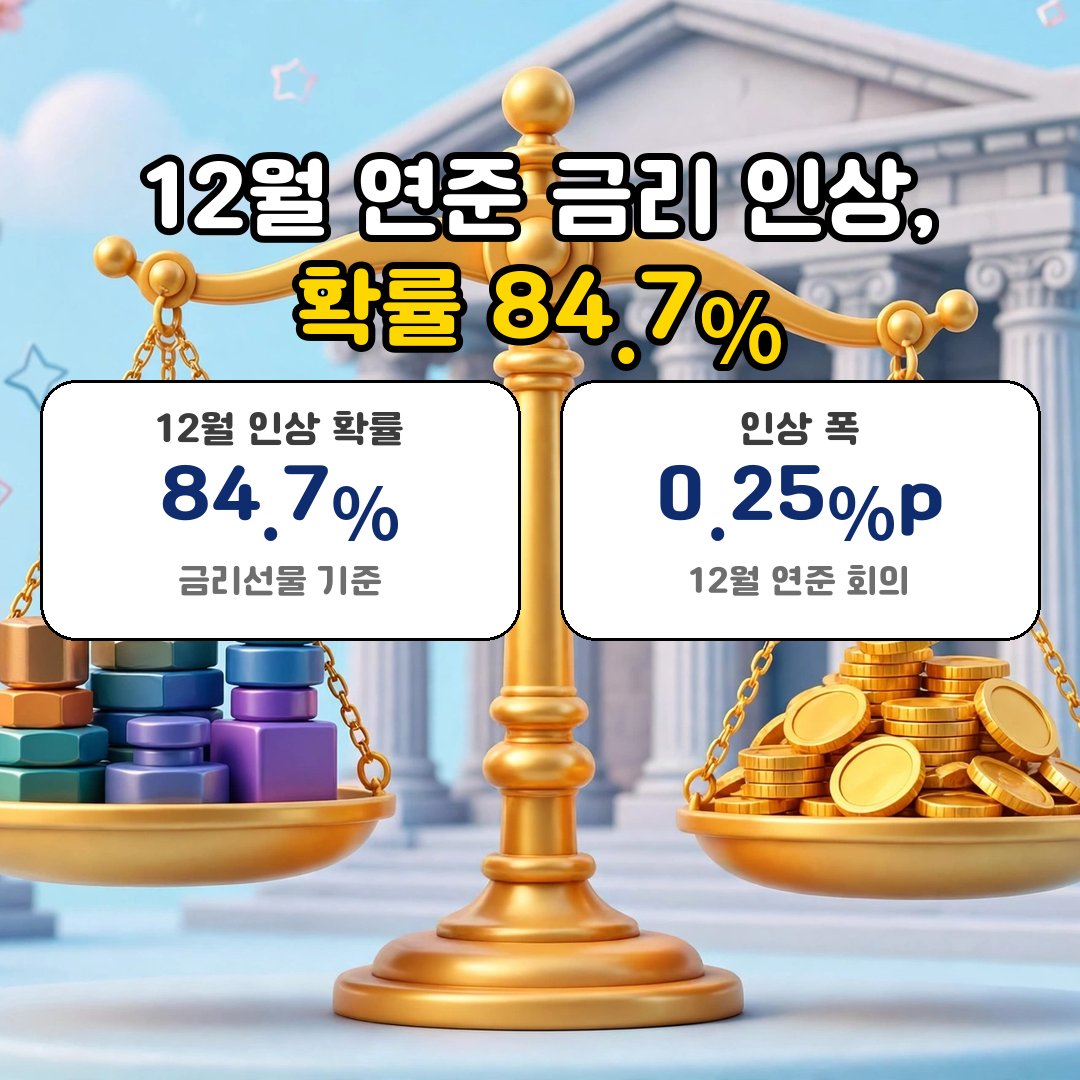 12월 연준 금리 인상,
확률 84.7%
12월 인상 확률
84.7%
금리선물 기준
인상 폭
0.25%p
12월 연준 회의